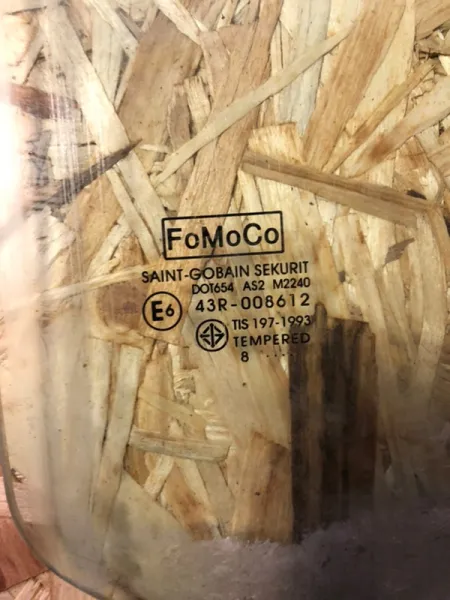 FoMoCo
SAINT-GOBAIN SEKURIT
DOT654 AS2 M2240
E6 43R-008612
TIS 197-1993
TEMPERED
8 ·····